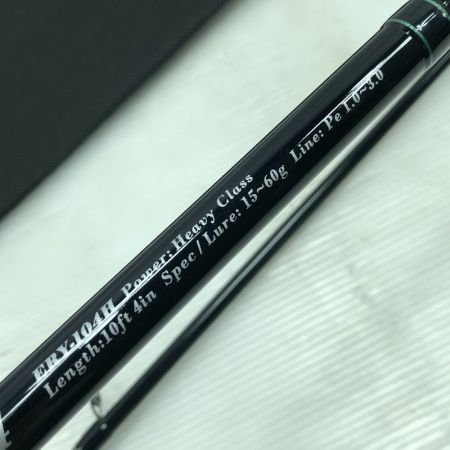 ERY-104H Power: Heavy Class
Length:10ft 4in Spec/Lure: 15~60g Line: Pe 1.0~3.0